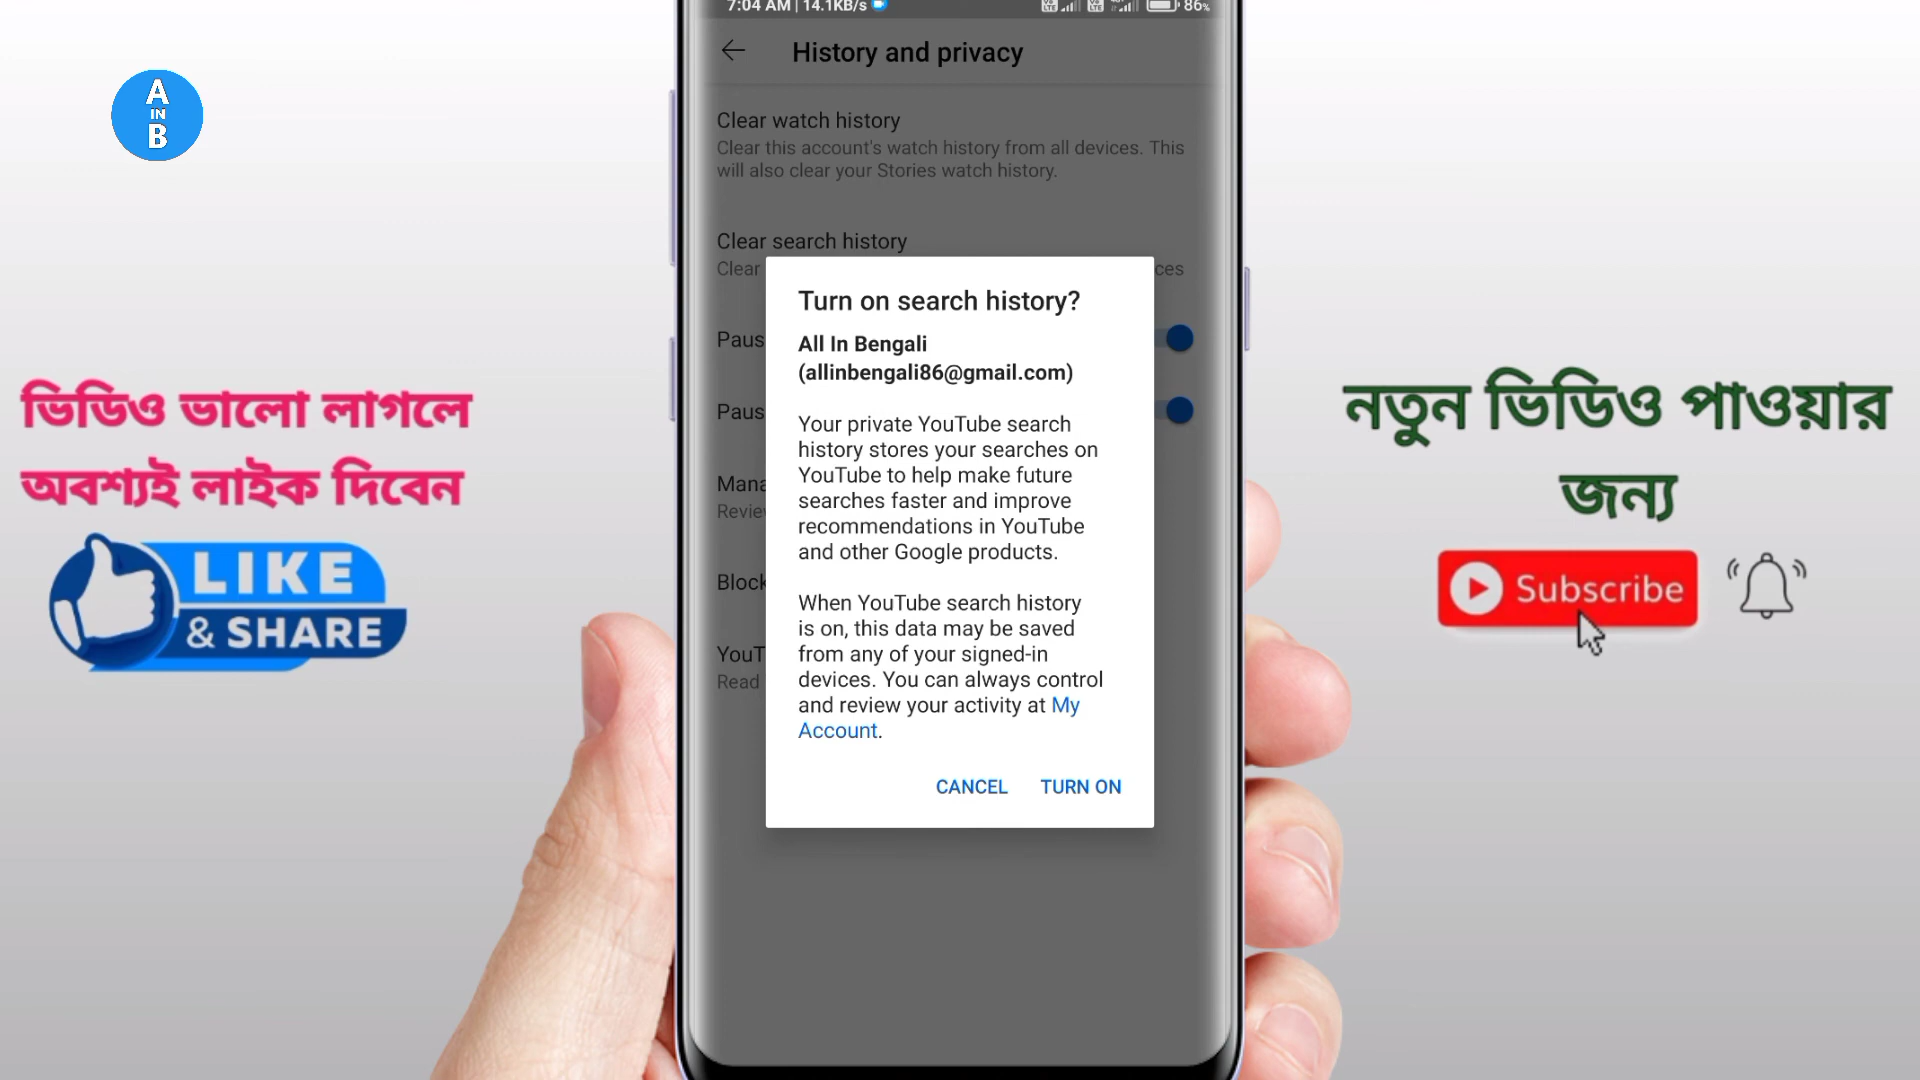 7:04 AM | 14.1KB/s
86%
History and privacy
A
IN
B
Clear watch history
Clear this account's watch history from all devices. This
will also clear your Stories watch history.
Clear search history
Clear
ces
Turn on search history?
All In Bengali
(allinbengali86@gmail.com)
Paus
Paus
Your private YouTube search
history stores your searches on
YouTube to help make future
searches faster and improve
recommendations in YouTube
and other Google products.
Mana
Revie
Block
When YouTube search history
is on, this data may be saved
from any of your signed-in
devices. You can always control
and review your activity at My
Account.
YouT
Read
CANCEL TURN ON
ভিডিও ভালো লাগলে
অবশ্যই লাইক দিবেন
LIKE
& SHARE
নতুন ভিডিও পাওয়ার
জন্য
Subscribe